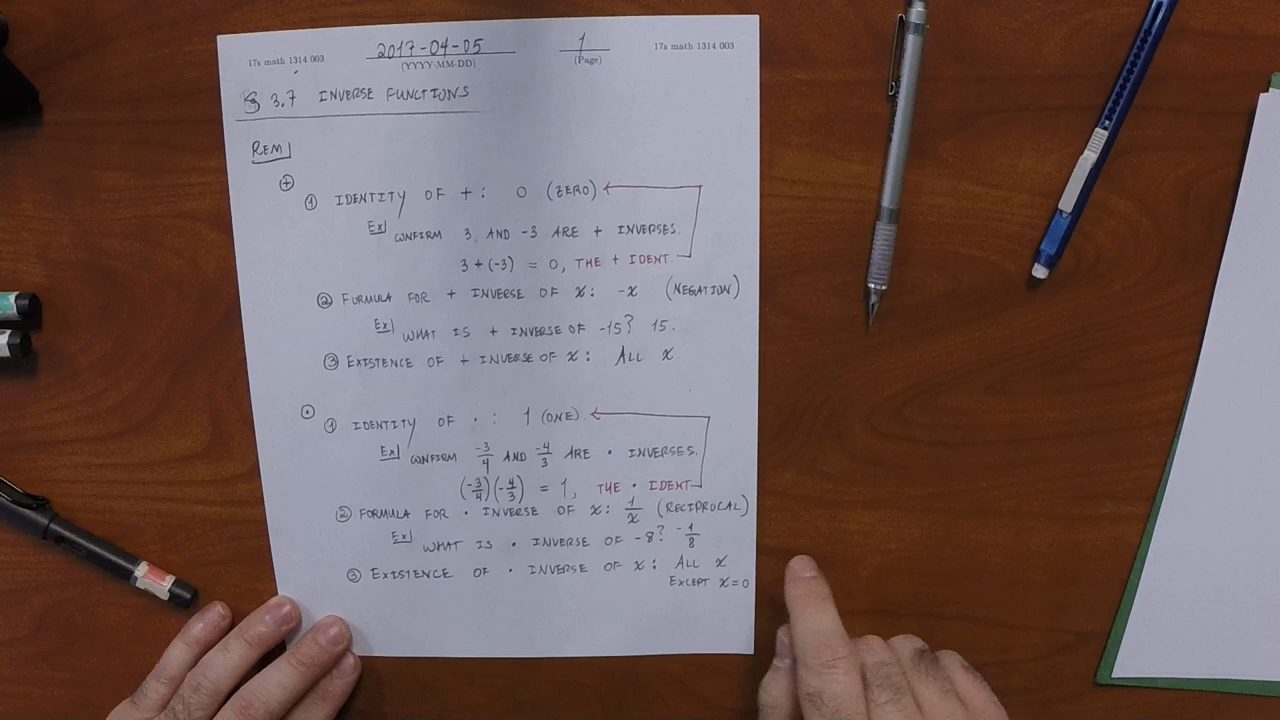 17s math 1314 003 2017-04-05 1 17s math 1314 003
(YYYY-MM-DD) (Page)
§ 3.7 INVERSE FUNCTIONS
REM
⊕
① IDENTITY OF + : 0 (ZERO)
EX CONFIRM 3, AND -3 ARE + INVERSES.
3 + (-3) = 0, THE + IDENT.
② FORMULA FOR + INVERSE OF x: -x (NEGATION)
EX WHAT IS + INVERSE OF -15? 15.
③ EXISTENCE OF + INVERSE OF x: ALL x.
⊙
① IDENTITY OF · : 1 (ONE)
EX CONFIRM -3/4 AND -4/3 ARE · INVERSES.
(-3/4)(-4/3) = 1, THE · IDENT
② FORMULA FOR · INVERSE OF x: 1/x (RECIPROCAL)
EX WHAT IS · INVERSE OF -8? -1/8
③ EXISTENCE OF · INVERSE OF x: ALL x
EXCEPT x=0